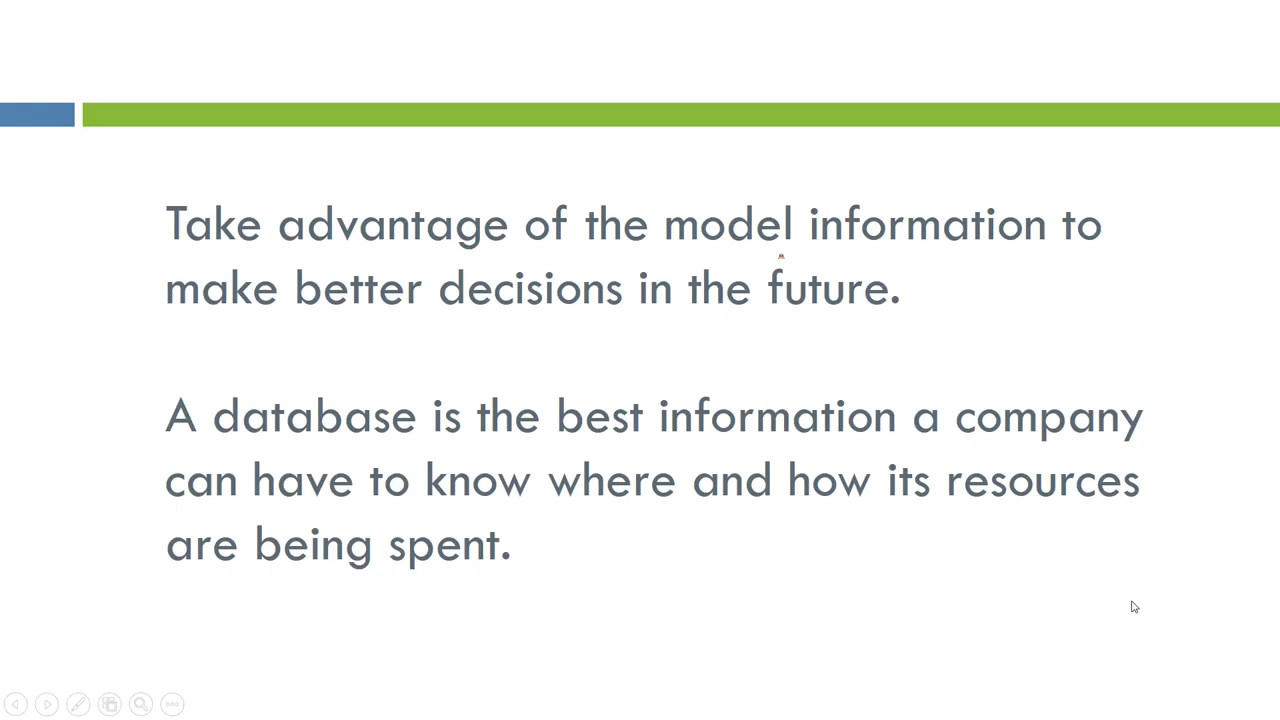 Take advantage of the model information to
make better decisions in the future.
A database is the best information a company
can have to know where and how its resources
are being spent.